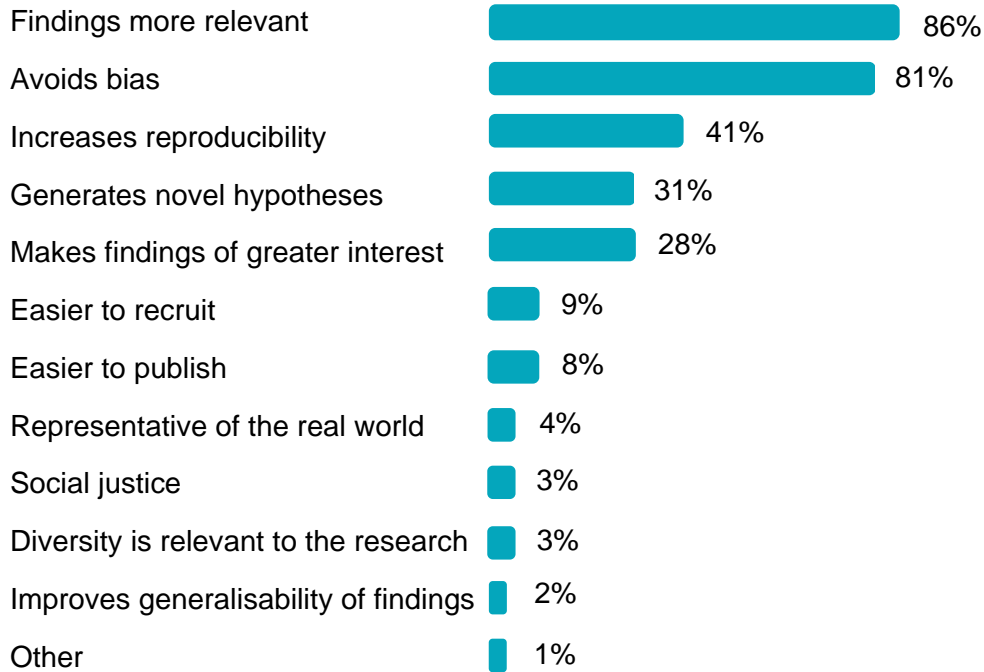 Findings more relevant 86%
Avoids bias 81%
Increases reproducibility 41%
Generates novel hypotheses 31%
Makes findings of greater interest 28%
Easier to recruit 9%
Easier to publish 8%
Representative of the real world 4%
Social justice 3%
Diversity is relevant to the research 3%
Improves generalisability of findings 2%
Other 1%